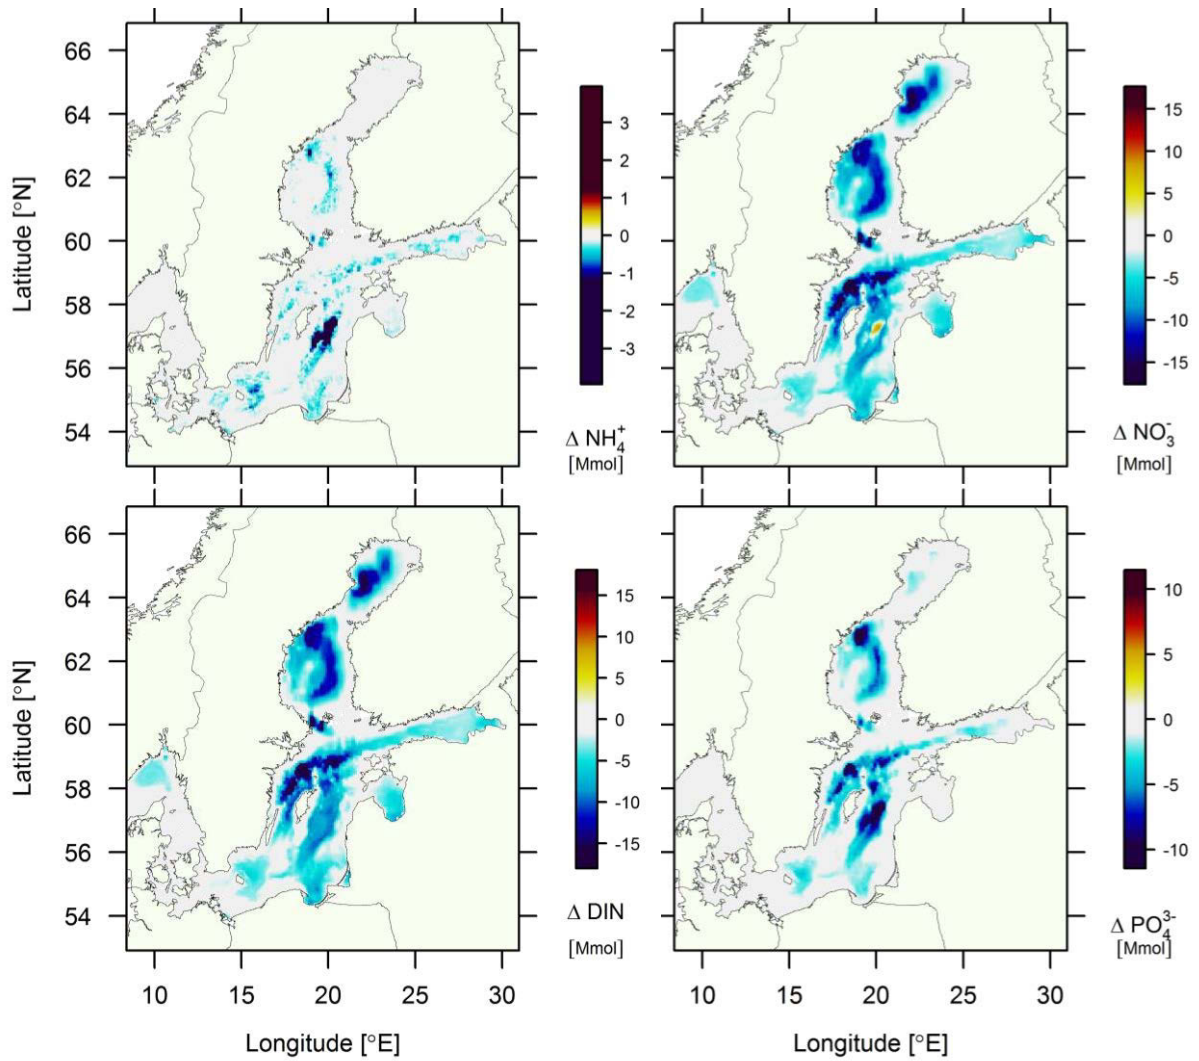 66
64
62
60
58
56
54
Latitude [°N]
3
2
1
0
-1
-2
-3
Δ NH₄⁺
[Mmol]
15
10
5
0
-5
-10
-15
Δ NO₃⁻
[Mmol]
66
64
62
60
58
56
54
Latitude [°N]
15
10
5
0
-5
-10
-15
Δ DIN
[Mmol]
10
5
0
-5
-10
Δ PO₄³⁻
[Mmol]
10 15 20 25 30
Longitude [°E]
10 15 20 25 30
Longitude [°E]